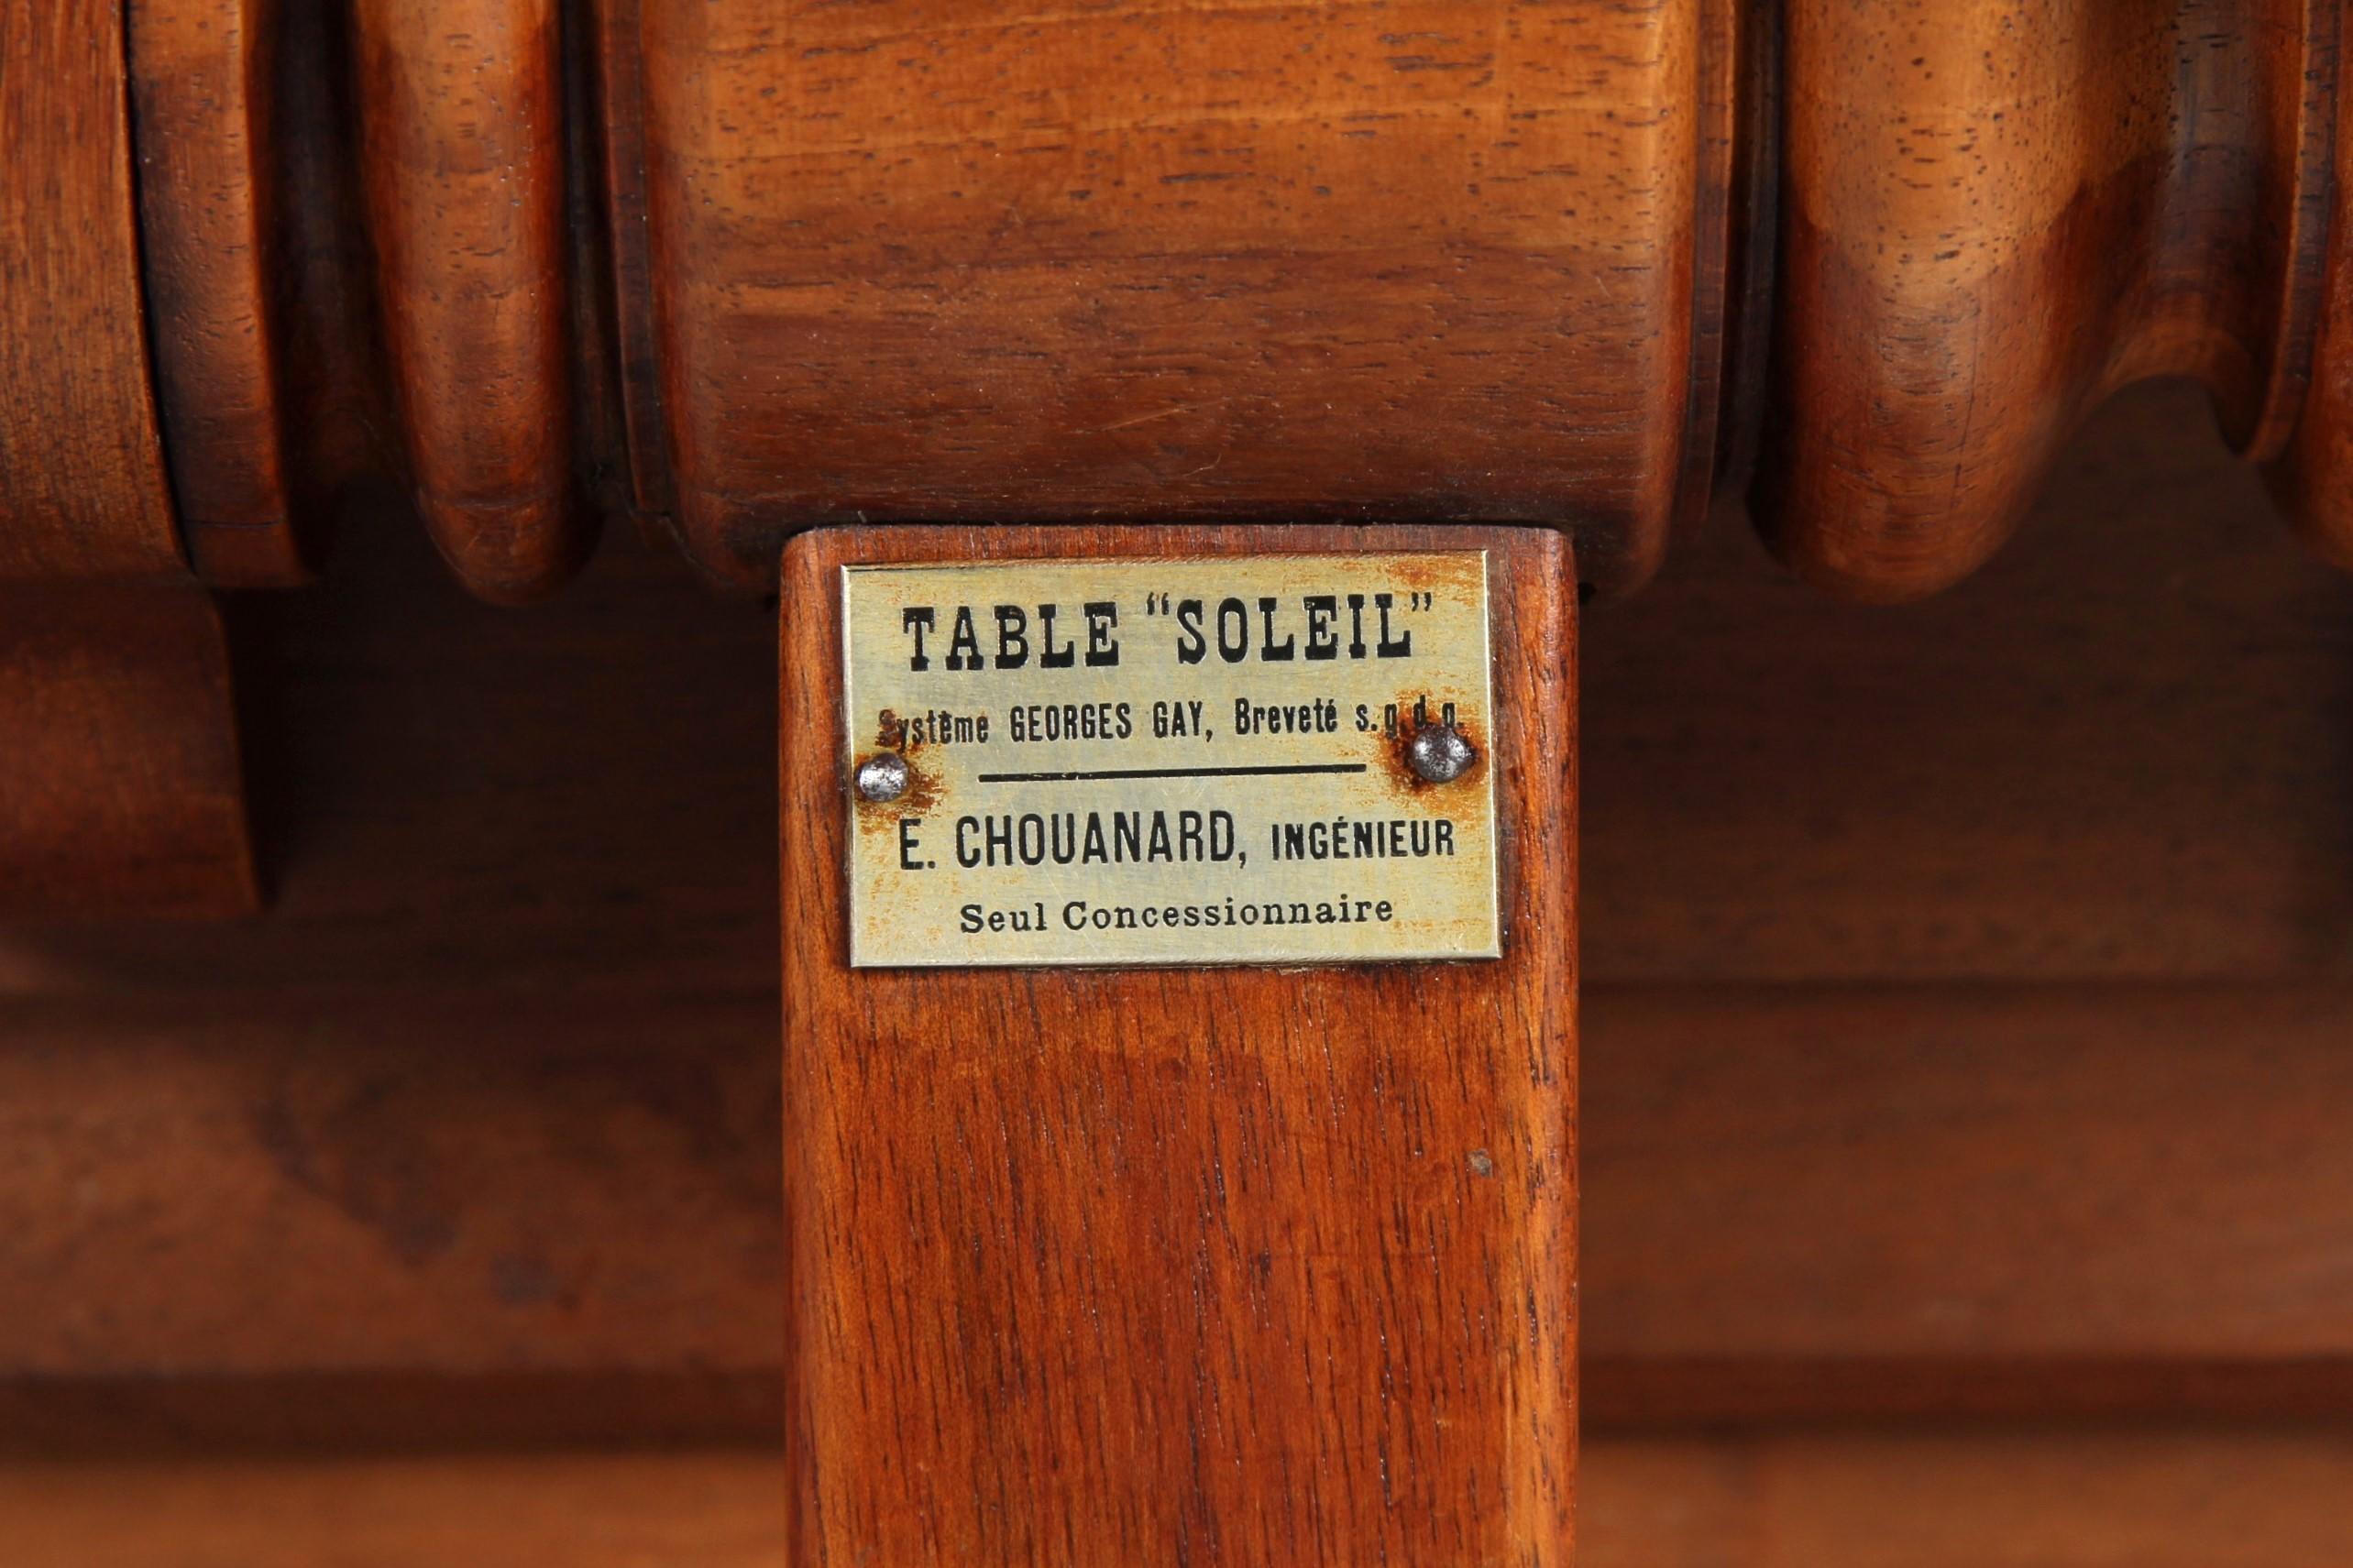 TABLE "SOLEIL"
Système GEORGES GAY, Breveté s.g.d.g.
E. CHOUANARD, INGÉNIEUR
Seul Concessionnaire